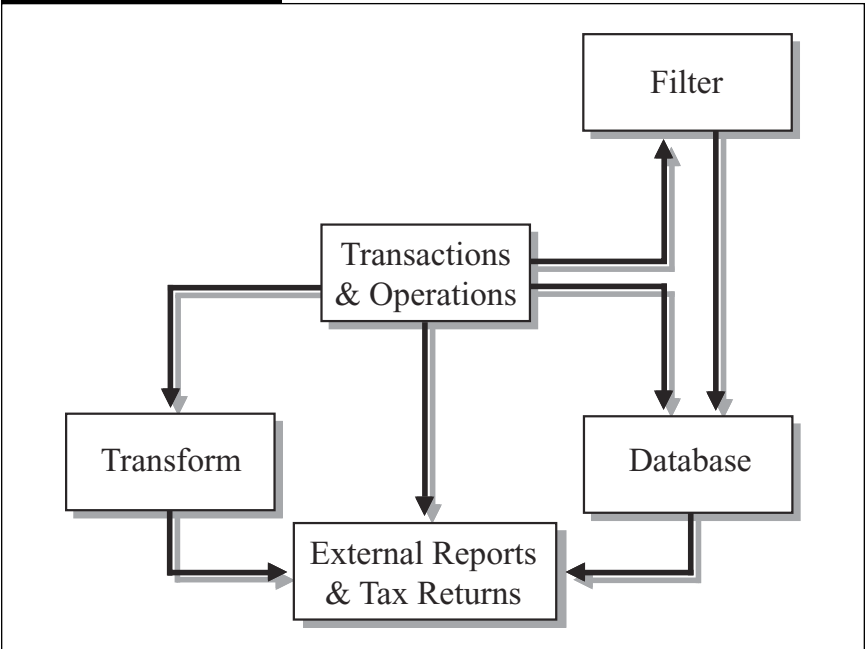 Filter
Transactions
& Operations
Transform
Database
External Reports
& Tax Returns